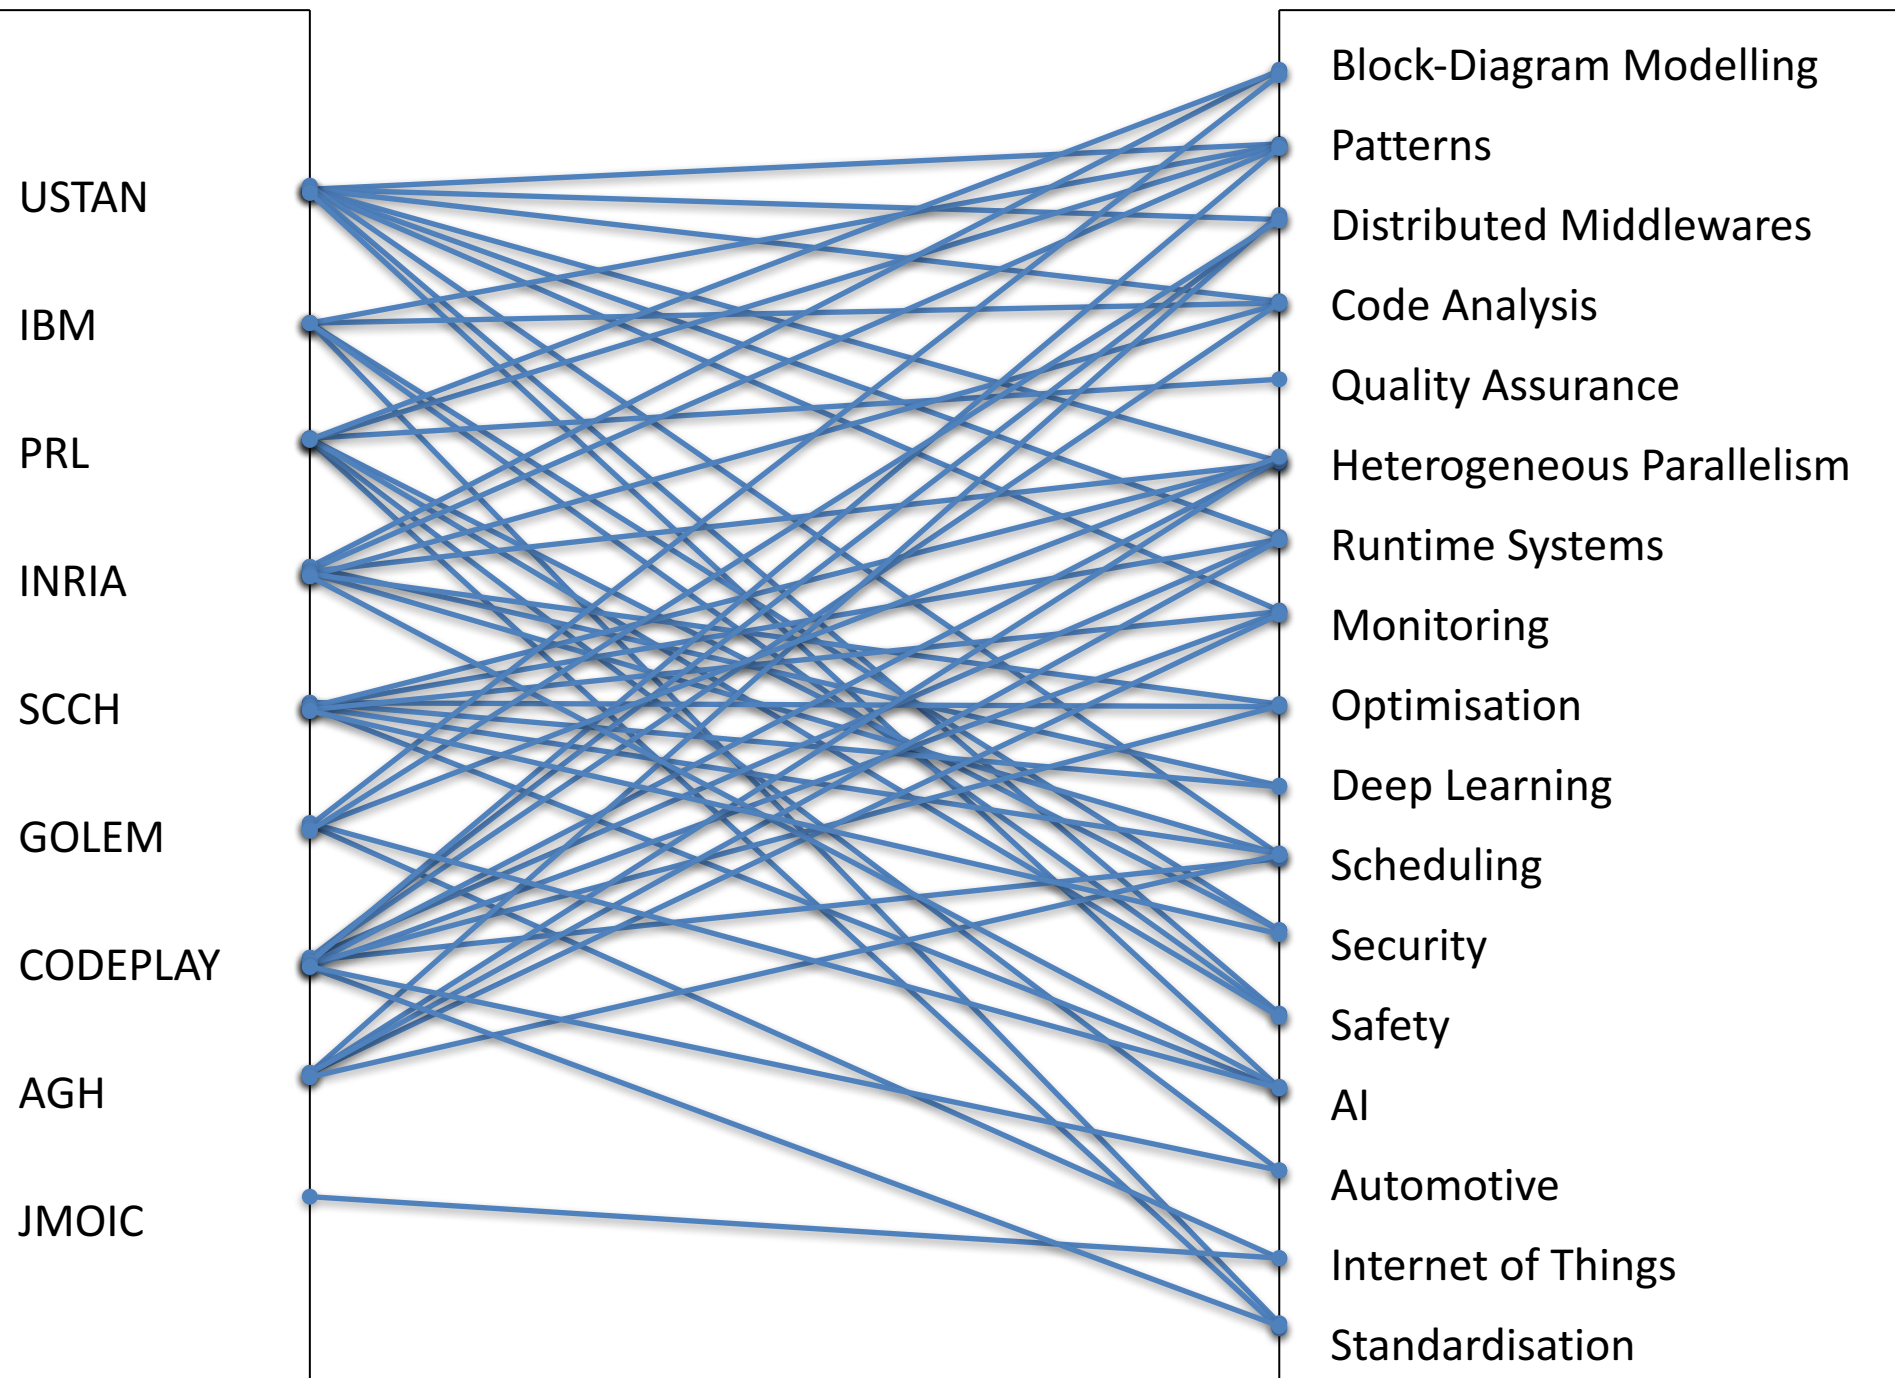 USTAN
IBM
PRL
INRIA
SCCH
GOLEM
CODEPLAY
AGH
JMOIC
Block-Diagram Modelling
Patterns
Distributed Middlewares
Code Analysis
Quality Assurance
Heterogeneous Parallelism
Runtime Systems
Monitoring
Optimisation
Deep Learning
Scheduling
Security
Safety
AI
Automotive
Internet of Things
Standardisation